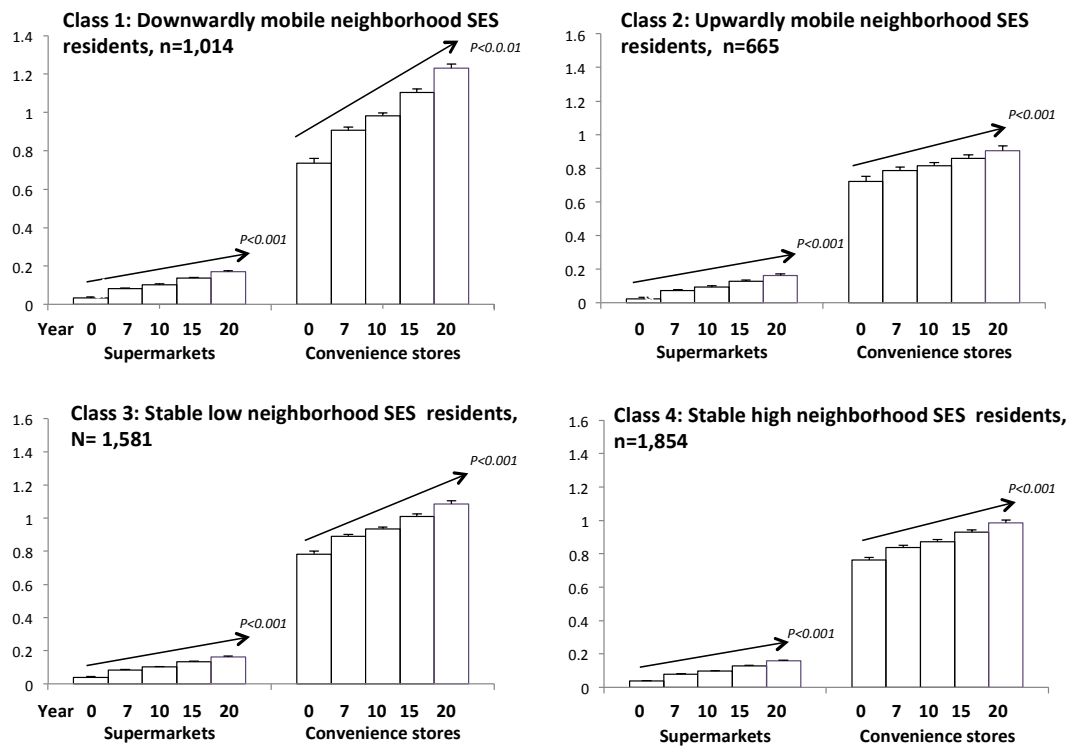 Class 1: Downwardly mobile neighborhood SES
residents, n=1,014
P<0.0.01
1.4
1.2
1
0.8
0.6
0.4
0.2
0
P<0.001
Year 0 7 10 15 20 0 7 10 15 20
Supermarkets Convenience stores
Class 2: Upwardly mobile neighborhood SES
residents, n=665
1.6
1.4
1.2
1
0.8
0.6
0.4
0.2
0
P<0.001
P<0.001
0 7 10 15 20 0 7 10 15 20
Supermarkets Convenience stores
Class 3: Stable low neighborhood SES residents,
N= 1,581
1.6
1.4
1.2
1
0.8
0.6
0.4
0.2
0
P<0.001
P<0.001
Year 0 7 10 15 20 0 7 10 15 20
Supermarkets Convenience stores
Class 4: Stable high neighborhood SES residents,
n=1,854
1.6
1.4
1.2
1
0.8
0.6
0.4
0.2
0
P<0.001
P<0.001
0 7 10 15 20 0 7 10 15 20
Supermarkets Convenience stores